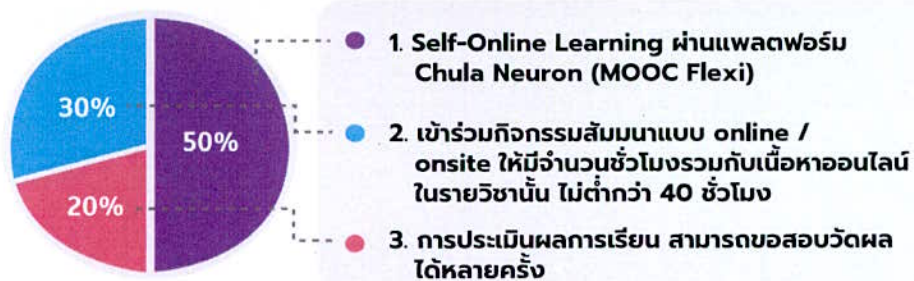 50%
30%
20%
1. Self-Online Learning ผ่านแพลตฟอร์ม
Chula Neuron (MOOC Flexi)
2. เข้าร่วมกิจกรรมสัมมนาแบบ online /
onsite ให้มีจำนวนชั่วโมงรวมกับเนื้อหาออนไลน์
ในรายวิชานั้น ไม่ต่ำกว่า 40 ชั่วโมง
3. การประเมินผลการเรียน สามารถขอสอบวัดผล
ได้หลายครั้ง